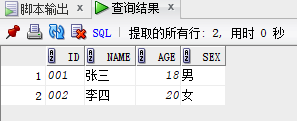 脚本输出 × 查询结果 ×
SQL | 提取的所有行: 2, 用时 0 秒
ID NAME AGE SEX
1 001 张三 18 男
2 002 李四 20 女